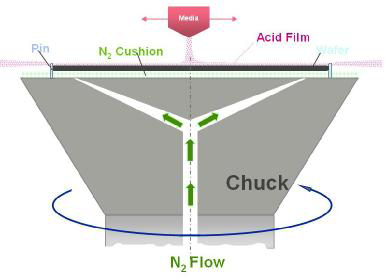 Media
Acid Film
Pin
N₂ Cushion
Wafer
Chuck
N₂ Flow